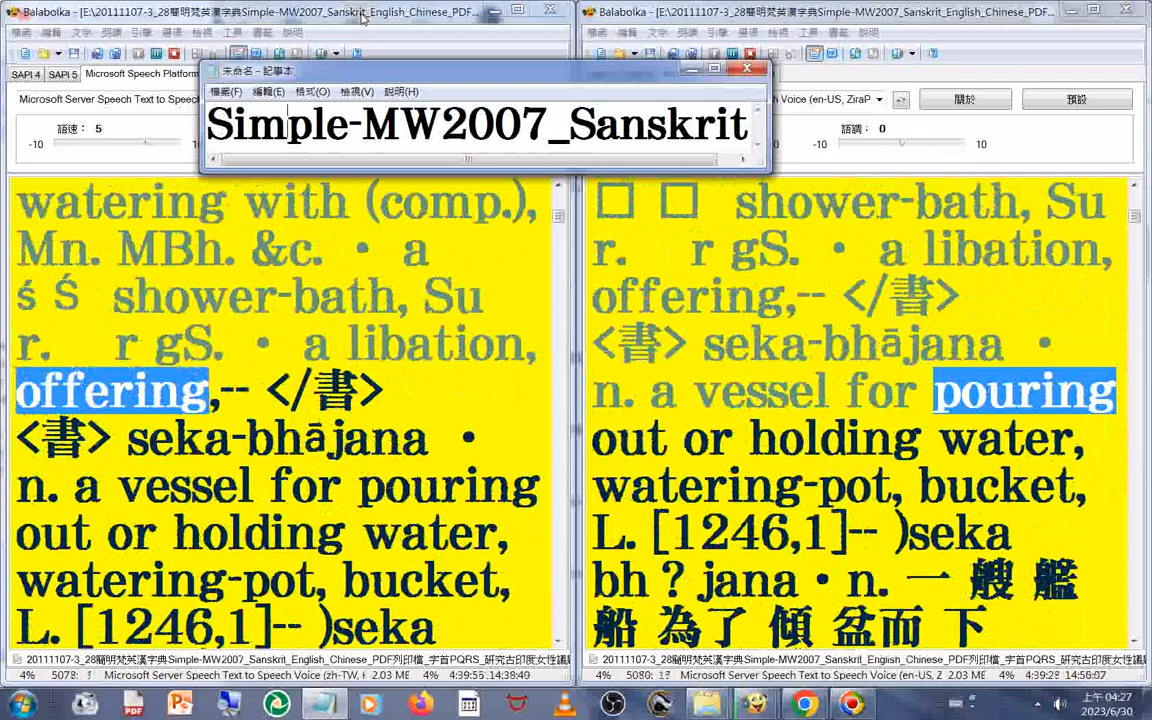 Balabolka - [E:\20111107-3_28簡明梵英漢字典Simple-MW2007_Sanskrit_English_Chinese_PDF...
Balabolka - [E:\20111107-3_28簡明梵英漢字典Simple-MW2007_Sanskrit_English_Chinese_PDF...
SAPI 4 SAPI 5 Microsoft Speech Platform
未命名 - 記事本
檔案(F) 編輯(E) 格式(O) 檢視(V) 說明(H)
Simple-MW2007_Sanskrit
Microsoft Server Speech Text to Speech
Voice (en-US, ZiraP
關於
預設
語速： 5
-10
語調： 0
-10 10
watering with (comp.),
Mn. MBh. &c. • a
ś Ś shower-bath, Su
r. r gS. • a libation,
offering,-- </書>
<書> seka-bhājana •
n. a vessel for pouring
out or holding water,
watering-pot, bucket,
L. [1246,1]-- )seka
□ □ shower-bath, Su
r. r gS. • a libation,
offering,-- </書>
<書> seka-bhājana •
n. a vessel for pouring
out or holding water,
watering-pot, bucket,
L. [1246,1]-- )seka
bh？jana • n. 一 艘 艦
船 為了 傾 盆而 下
20111107-3_28簡明梵英漢字典Simple-MW2007_Sanskrit_English_Chinese_PDF列印檔_字首PQRS_研究古印度女性議
20111107-3_28簡明梵英漢字典Simple-MW2007_Sanskrit_English_Chinese_PDF列印檔_字首PQRS_研究古印度女性議
4% 5078: Microsoft Server Speech Text to Speech Voice (zh-TW, H 2.03 ME 4:39:55.14:38:49
4% 5080: Microsoft Server Speech Text to Speech Voice (en-US, Z 2.03 ME 4:39:28 14:56:07
上午 04:27
2023/6/30